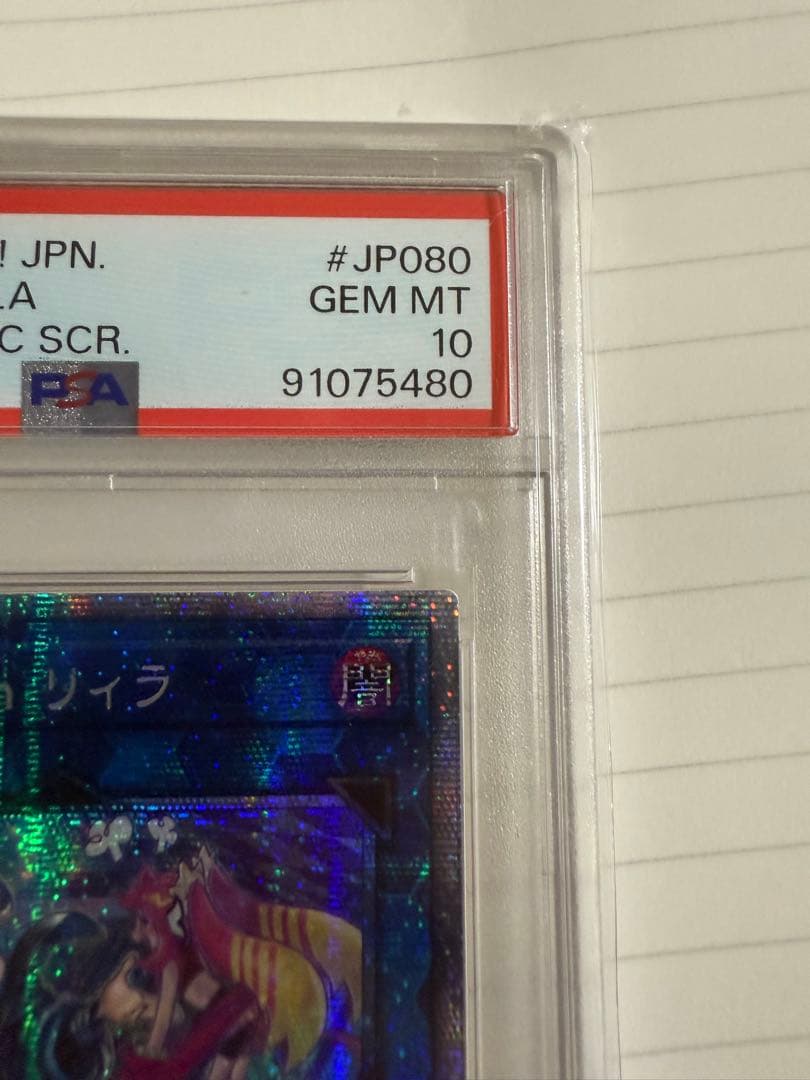 ! JPN. #JP080
LA GEM MT
C SCR. 10
PSA 91075480
リィラ
闇